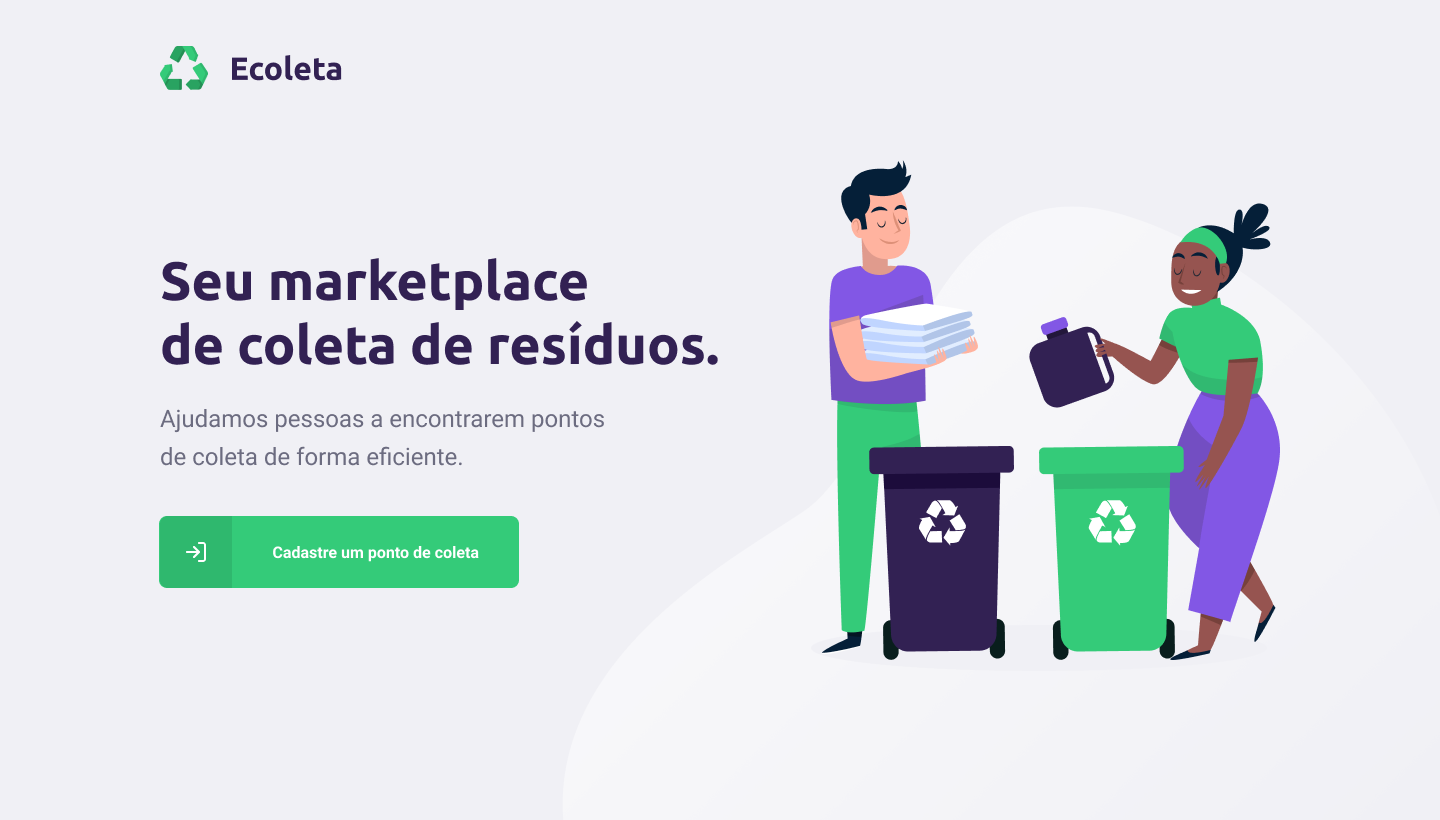 Ecoleta
Seu marketplace
de coleta de resíduos.
Ajudamos pessoas a encontrarem pontos
de coleta de forma eficiente.
Cadastre um ponto de coleta